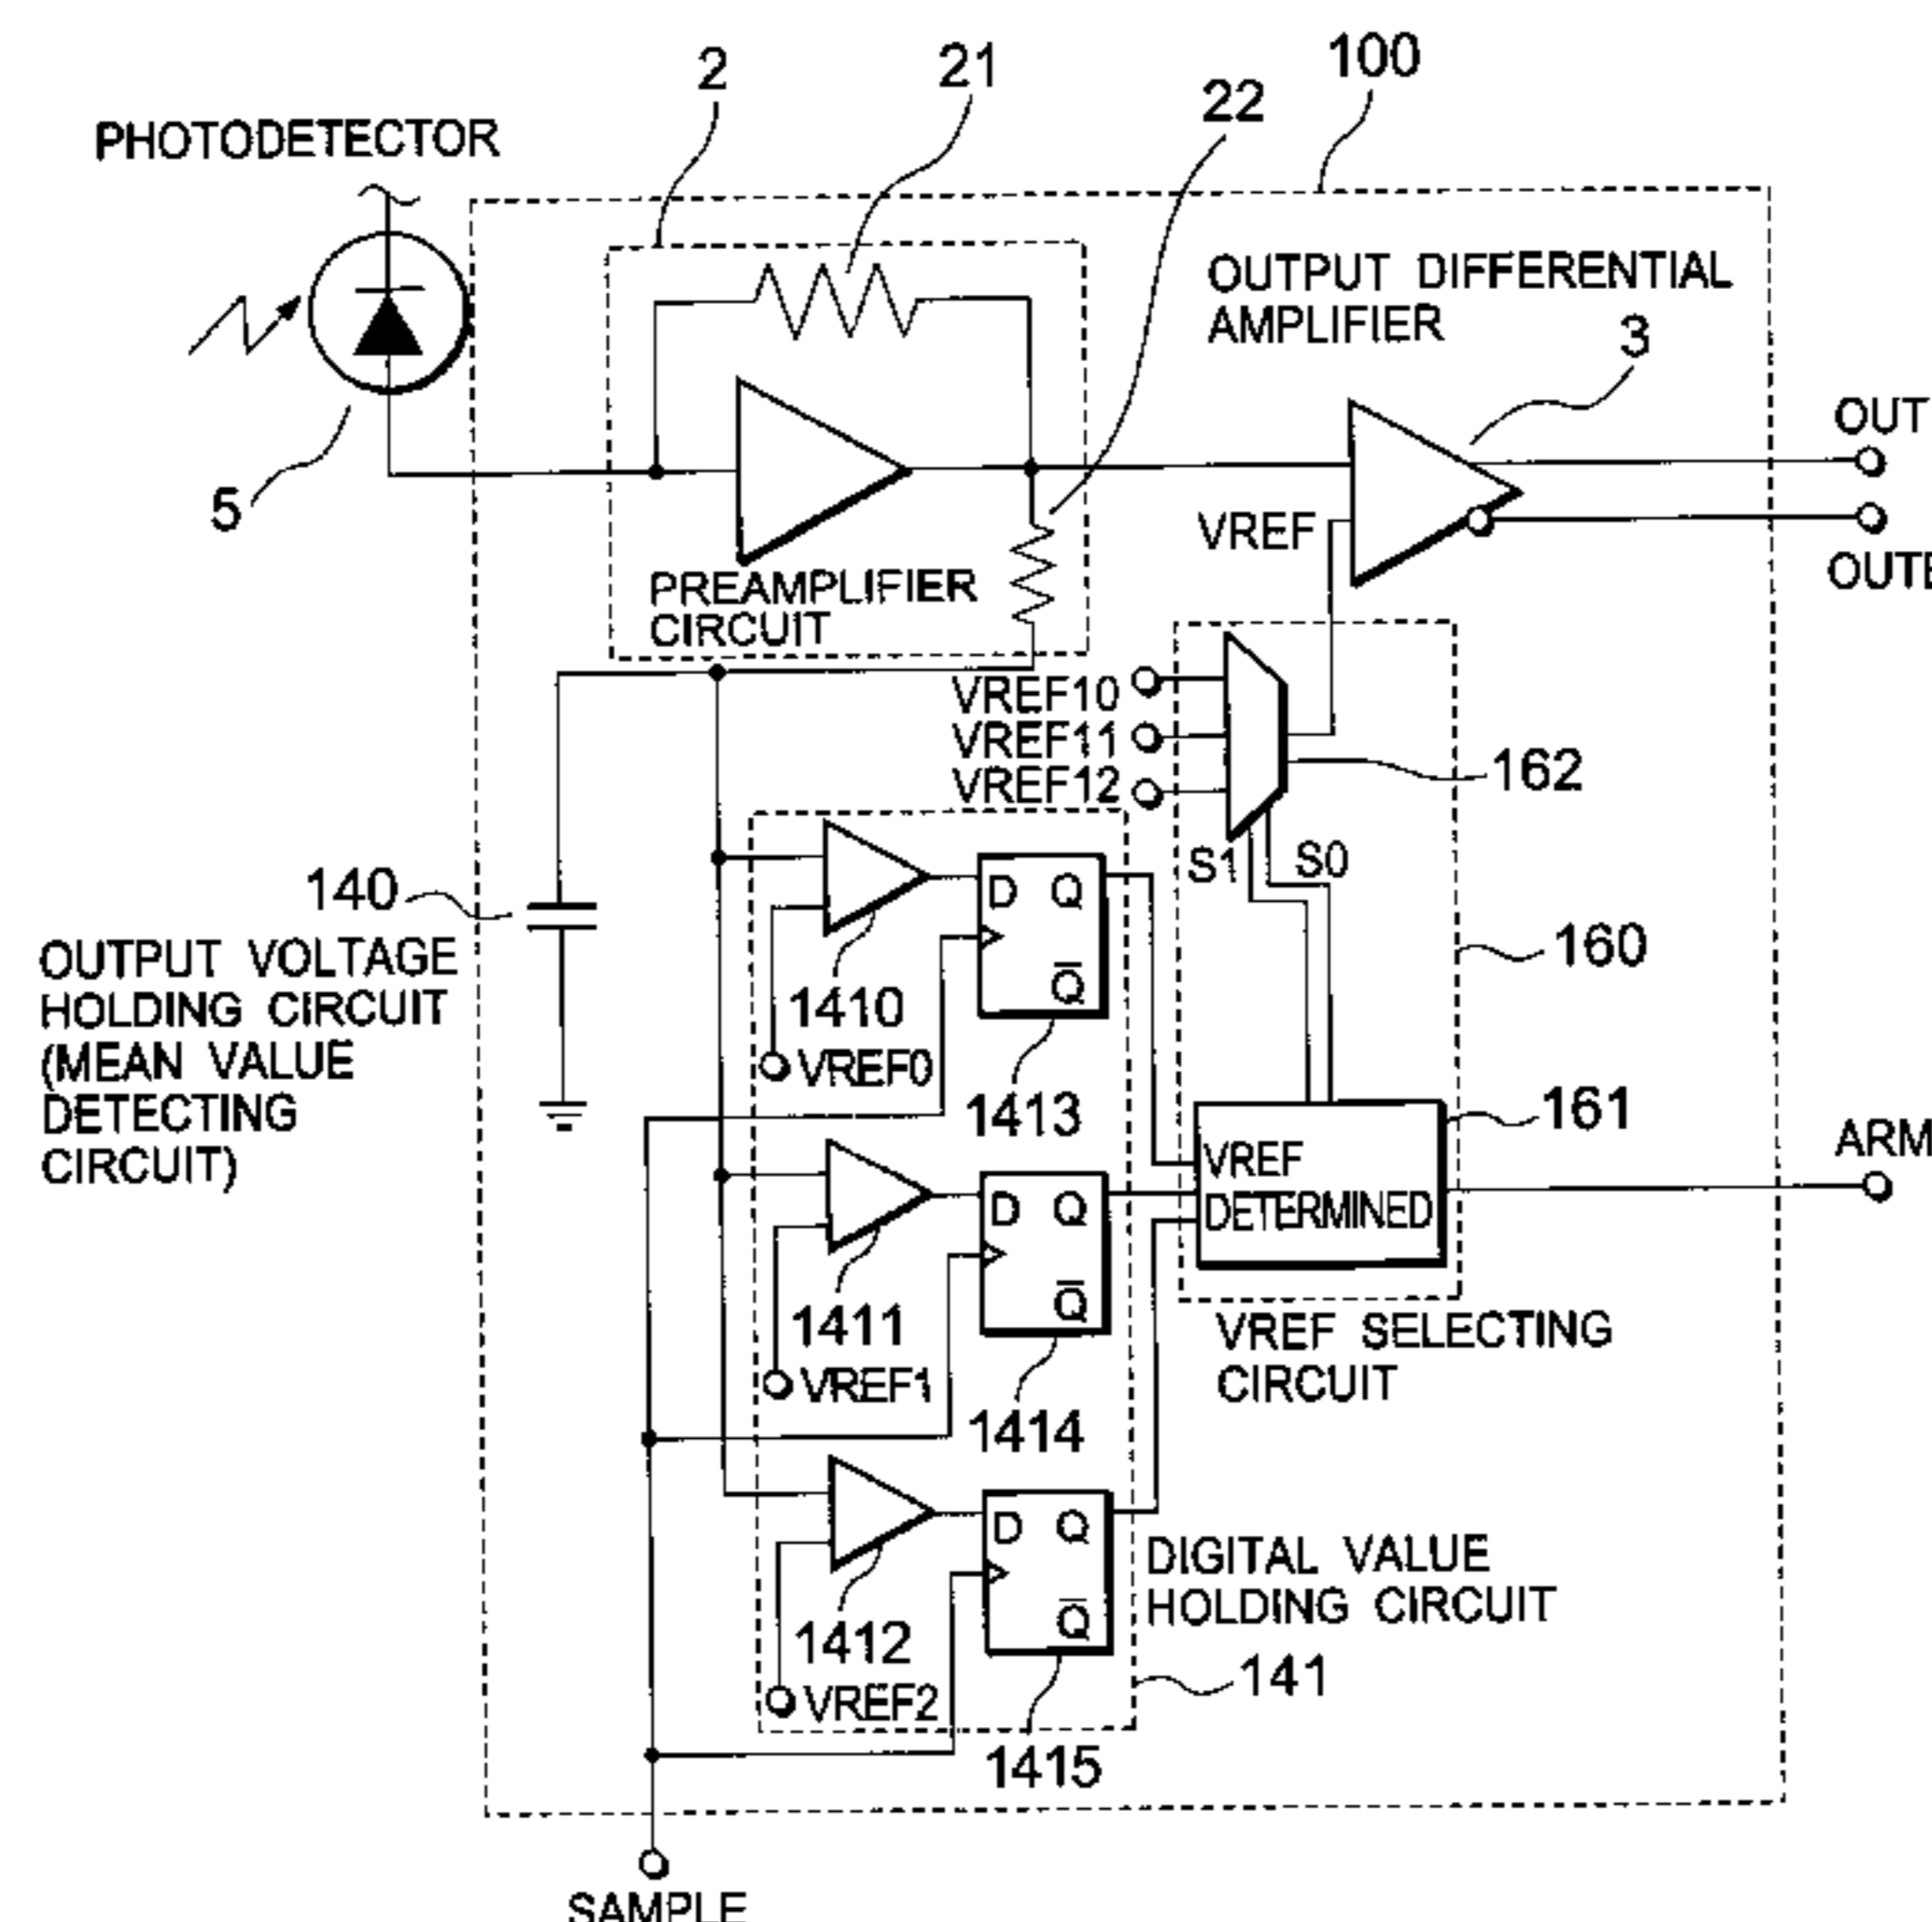 100
2
21
22
PHOTODETECTOR
OUTPUT DIFFERENTIAL
AMPLIFIER
3
OUT
5
VREF
PREAMPLIFIER
CIRCUIT
VREF10
VREF11
VREF12
162
S1
S0
140
OUTPUT VOLTAGE
HOLDING CIRCUIT
(MEAN VALUE
DETECTING
CIRCUIT)
D
Q
Q̅
1410
VREF0
1413
160
161
ARM
VREF
DETERMINED
D
Q
Q̅
1411
VREF1
1414
VREF SELECTING
CIRCUIT
D
Q
Q̅
1412
VREF2
1415
DIGITAL VALUE
HOLDING CIRCUIT
141
SAMPLE